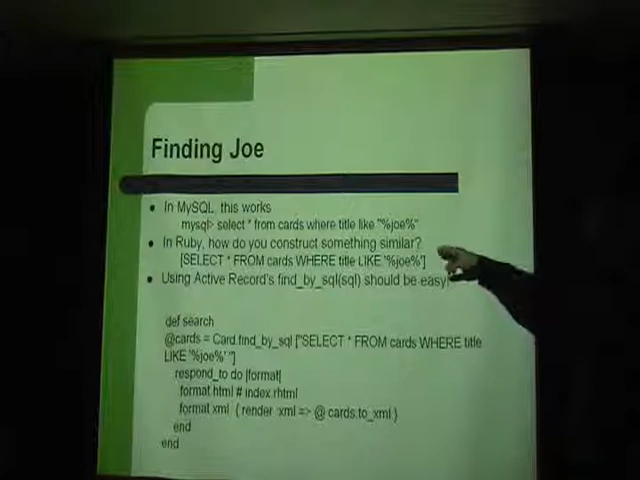 Finding Joe
• In MySQL, this works
mysql> select * from cards where title like "%joe%"
• In Ruby, how do you construct something similar?
[SELECT * FROM cards WHERE title LIKE '%joe%']
• Using Active Record's find_by_sql(sql) should be easy!
def search
@cards = Card.find_by_sql ["SELECT * FROM cards WHERE title
LIKE '%joe%' "]
respond_to do |format|
format.html # index.rhtml
format.xml { render :xml => @cards.to_xml }
end
end